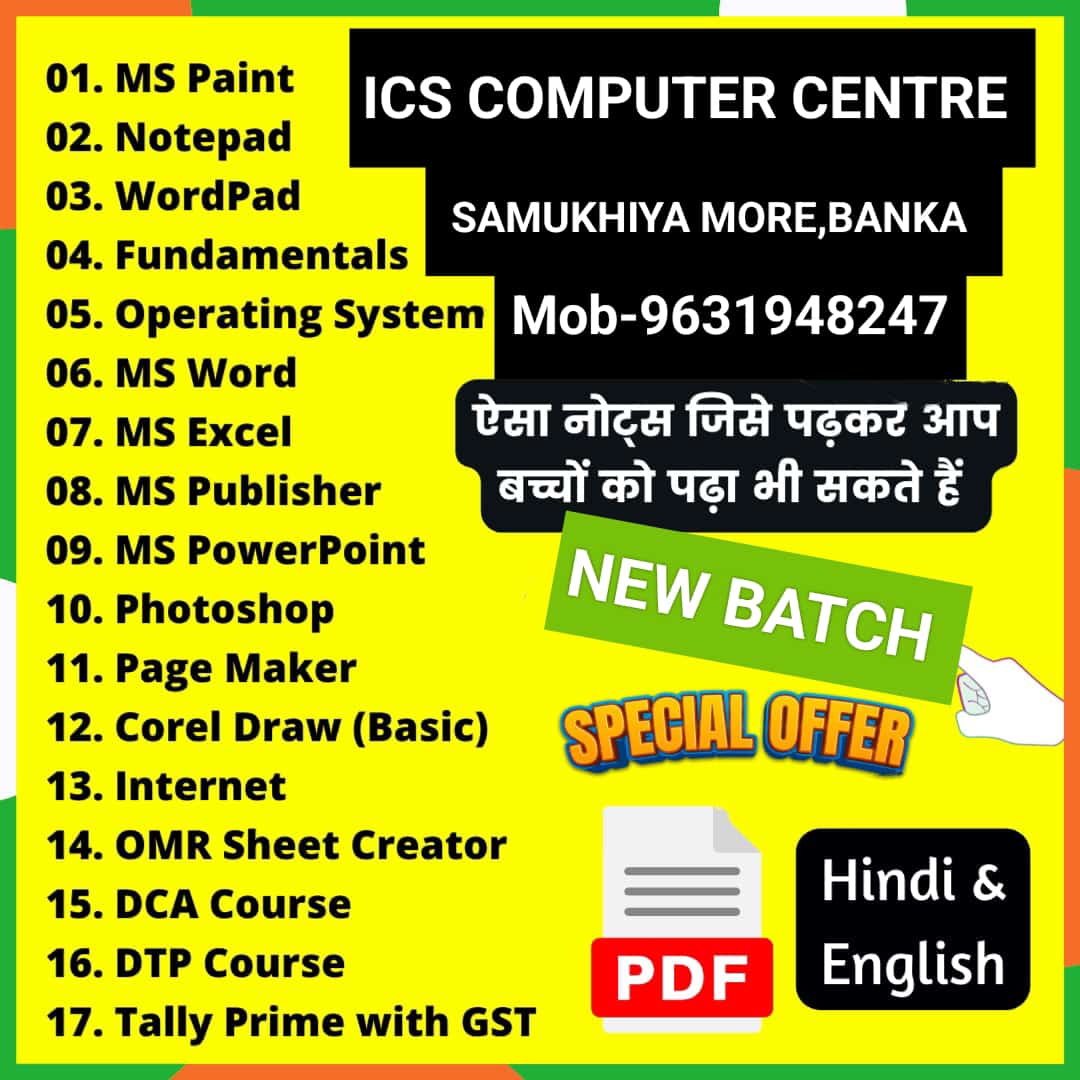 01. MS Paint
02. Notepad
03. WordPad
04. Fundamentals
05. Operating System
06. MS Word
07. MS Excel
08. MS Publisher
09. MS PowerPoint
10. Photoshop
11. Page Maker
12. Corel Draw (Basic)
13. Internet
14. OMR Sheet Creator
15. DCA Course
16. DTP Course
17. Tally Prime with GST
ICS COMPUTER CENTRE
SAMUKHIYA MORE,BANKA
Mob-9631948247
ऐसा नोट्स जिसे पढ़कर आप
बच्चों को पढ़ा भी सकते हैं
NEW BATCH
SPECIAL OFFER
PDF
Hindi &
English